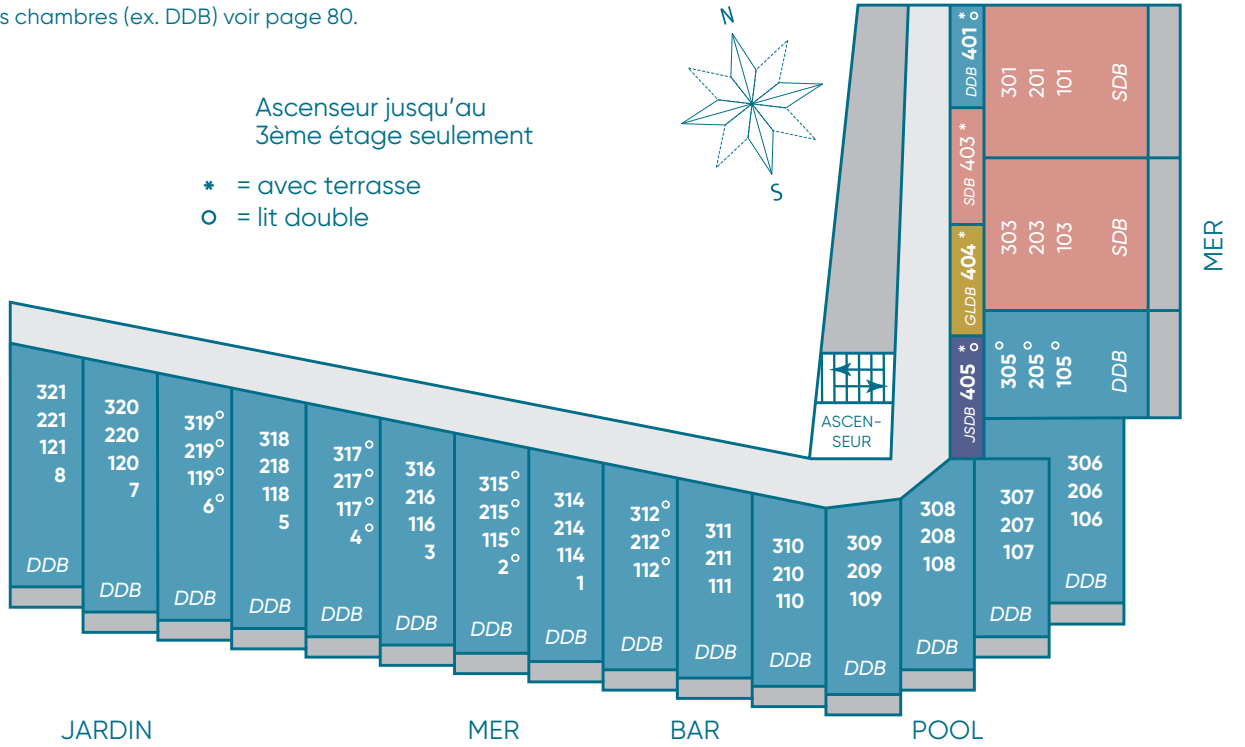 s chambres (ex. DDB) voir page 80.
N
S
Ascenseur jusqu'au
3ème étage seulement
* = avec terrasse
o = lit double
DDB 401 * o
SDB 403 *
GLDB 404 *
JSDB 405 * o
301
201
101
SDB
303
203
103
SDB
305°
205°
105°
DDB
MER
ASCEN-
SEUR
321
221
121
8
DDB
320
220
120
7
DDB
319°
219°
119°
6°
DDB
318
218
118
5
DDB
317°
217°
117°
4°
DDB
316
216
116
3
DDB
315°
215°
115°
2°
DDB
314
214
114
1
DDB
312°
212°
112°
DDB
311
211
111
DDB
310
210
110
DDB
309
209
109
DDB
308
208
108
DDB
307
207
107
DDB
306
206
106
DDB
JARDIN
MER
BAR
POOL